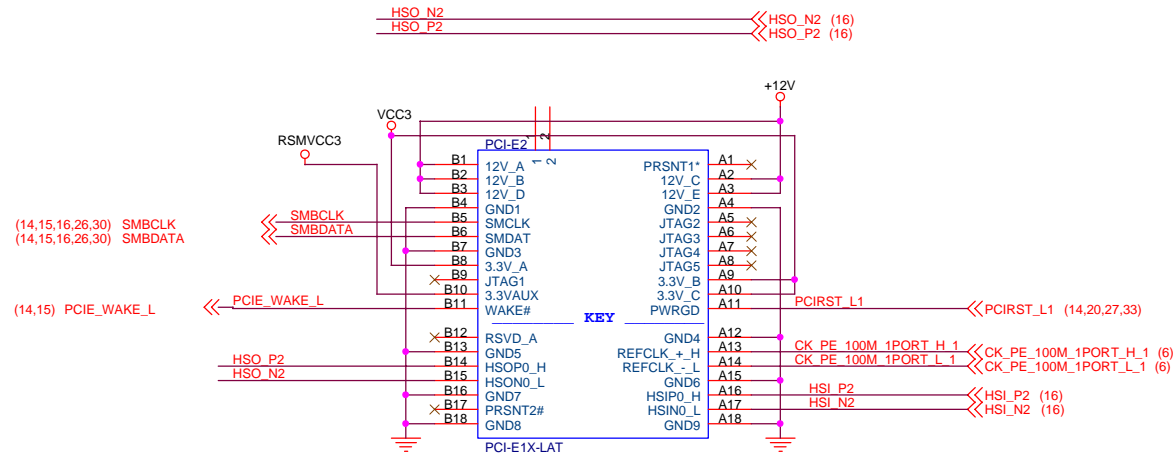 HSO_N2 HSO_N2 (16)
HSO_P2 HSO_P2 (16)
+12V
VCC3
RSMVCC3
1 2
PCI-E2
1 2
B1 12V_A PRSNT1* A1
B2 12V_B 12V_C A2
B3 12V_D 12V_E A3
B4 GND1 GND2 A4
(14,15,16,26,30) SMBCLK SMBCLK B5 SMCLK JTAG2 A5
(14,15,16,26,30) SMBDATA SMBDATA B6 SMDAT JTAG3 A6
B7 GND3 JTAG4 A7
B8 3.3V_A JTAG5 A8
B9 JTAG1 3.3V_B A9
B10 3.3VAUX 3.3V_C A10
(14,15) PCIE_WAKE_L PCIE_WAKE_L B11 WAKE# PWRGD A11 PCIRST_L1 PCIRST_L1 (14,20,27,33)
KEY
B12 RSVD_A GND4 A12
B13 GND5 REFCLK_+_H A13 CK_PE_100M_1PORT_H_1 CK_PE_100M_1PORT_H_1 (6)
HSO_P2 B14 HSOP0_H REFCLK_-_L A14 CK_PE_100M_1PORT_L_1 CK_PE_100M_1PORT_L_1 (6)
HSO_N2 B15 HSON0_L GND6 A15
B16 GND7 HSIP0_H A16 HSI_P2 HSI_P2 (16)
B17 PRSNT2# HSIN0_L A17 HSI_N2 HSI_N2 (16)
B18 GND8 GND9 A18
PCI-E1X-LAT